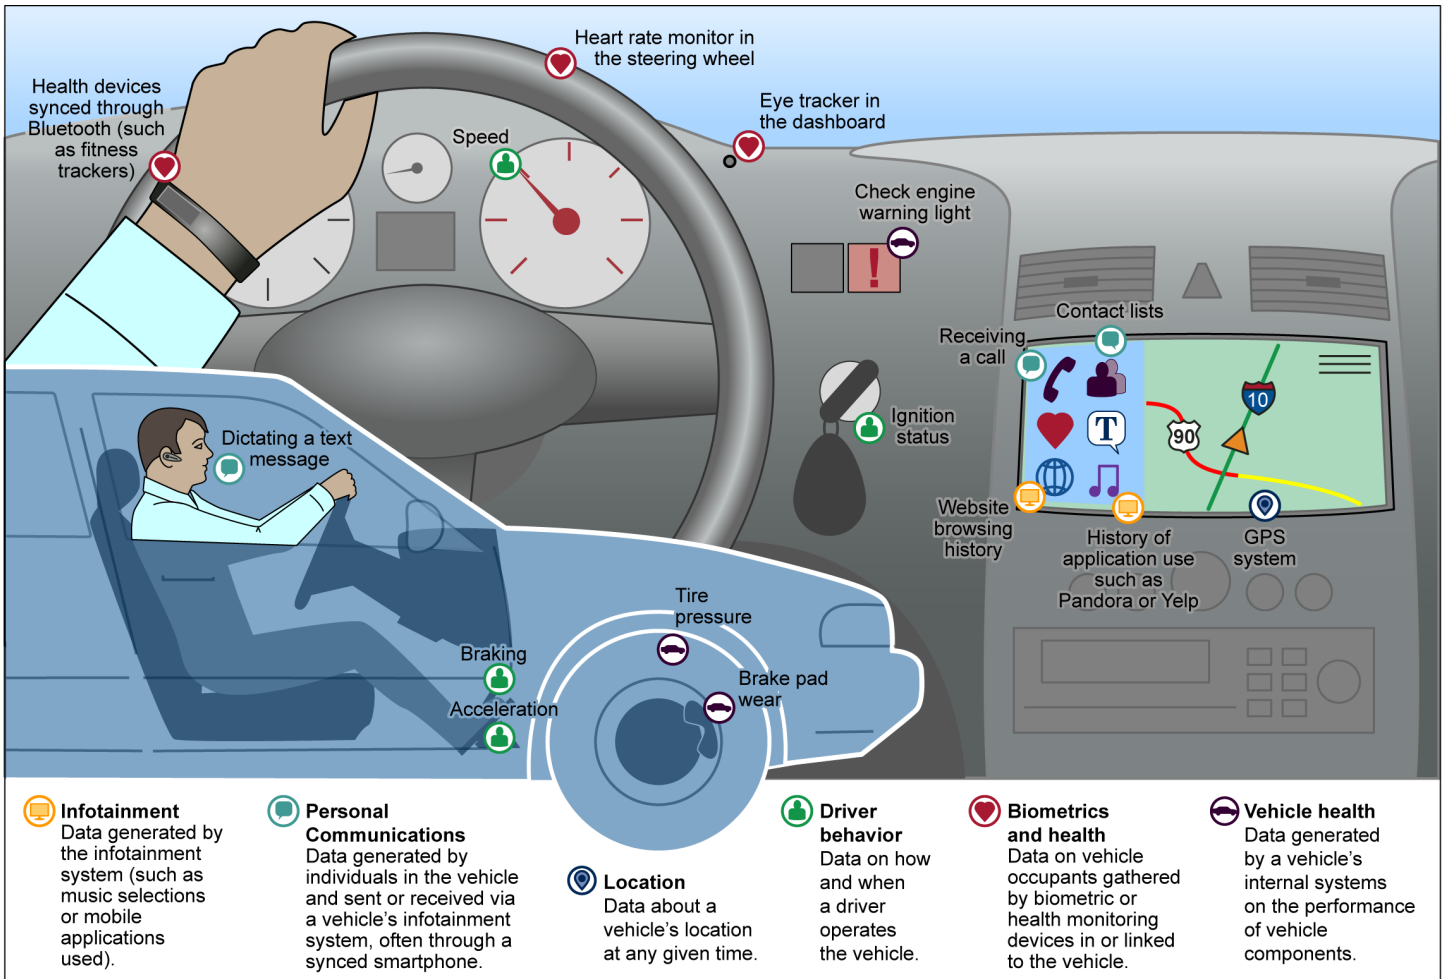 Heart rate monitor in
the steering wheel
Health devices
synced through
Bluetooth (such
as fitness
trackers)
Eye tracker in
the dashboard
Speed
Check engine
warning light
!
Contact lists
Receiving
a call
10
90
T
Ignition
status
Dictating a text
message
Website
browsing
history
History of
application use
such as
Pandora or Yelp
GPS
system
Tire
pressure
Braking
Brake pad
wear
Acceleration
Infotainment
Data generated by
the infotainment
system (such as
music selections
or mobile
applications
used).
Personal
Communications
Data generated by
individuals in the vehicle
and sent or received via
a vehicle's infotainment
system, often through a
synced smartphone.
Location
Data about a
vehicle's location
at any given time.
Driver
behavior
Data on how
and when
a driver
operates
the vehicle.
Biometrics
and health
Data on vehicle
occupants gathered
by biometric or
health monitoring
devices in or linked
to the vehicle.
Vehicle health
Data generated
by a vehicle's
internal systems
on the performance
of vehicle
components.